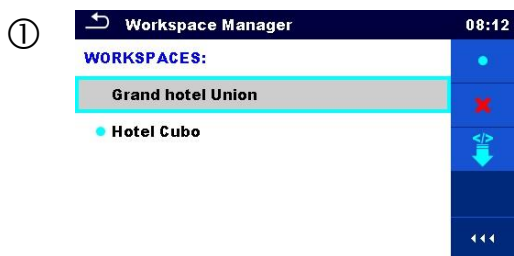 ①
Workspace Manager 08:12
WORKSPACES:
Grand hotel Union
Hotel Cubo
</>